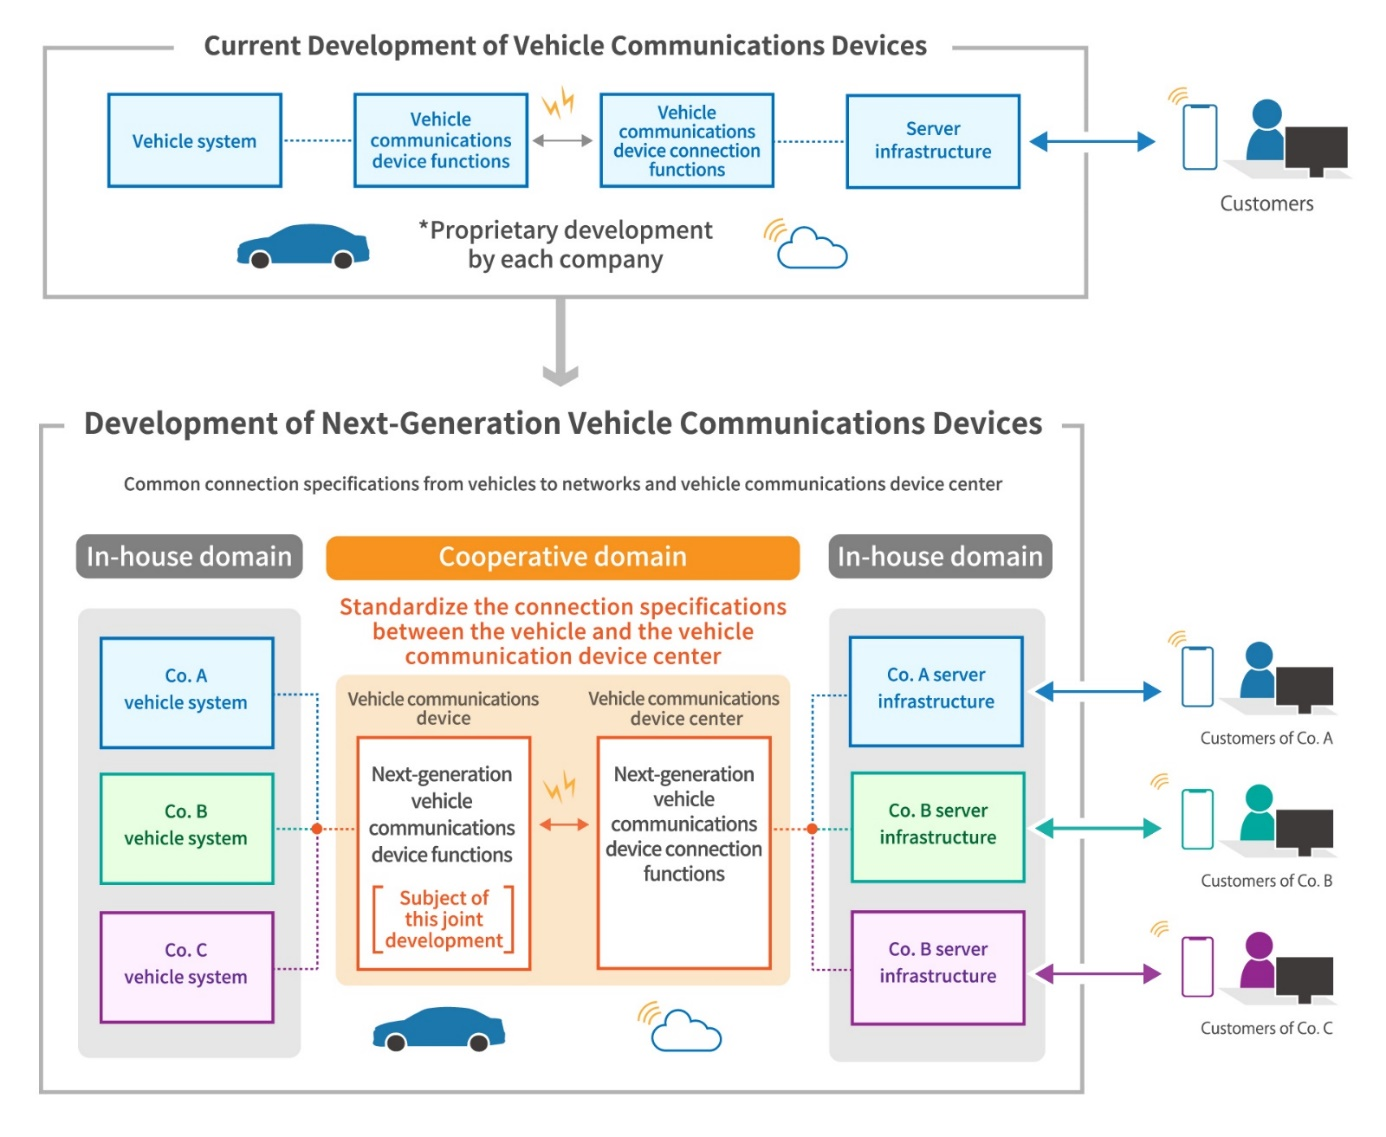 Current Development of Vehicle Communications Devices
Vehicle system
Vehicle
communications
device functions
Vehicle
communications
device connection
functions
Server
infrastructure
Customers
*Proprietary development
by each company
Development of Next-Generation Vehicle Communications Devices
Common connection specifications from vehicles to networks and vehicle communications device center
In-house domain
Cooperative domain
In-house domain
Standardize the connection specifications
between the vehicle and the vehicle
communication device center
Co. A
vehicle system
Co. B
vehicle system
Co. C
vehicle system
Vehicle communications
device
Next-generation
vehicle
communications
device functions
Subject of
this joint
development
Vehicle communications
device center
Next-generation
vehicle
communications
device connection
functions
Co. A server
infrastructure
Co. B server
infrastructure
Co. B server
infrastructure
Customers of Co. A
Customers of Co. B
Customers of Co. C